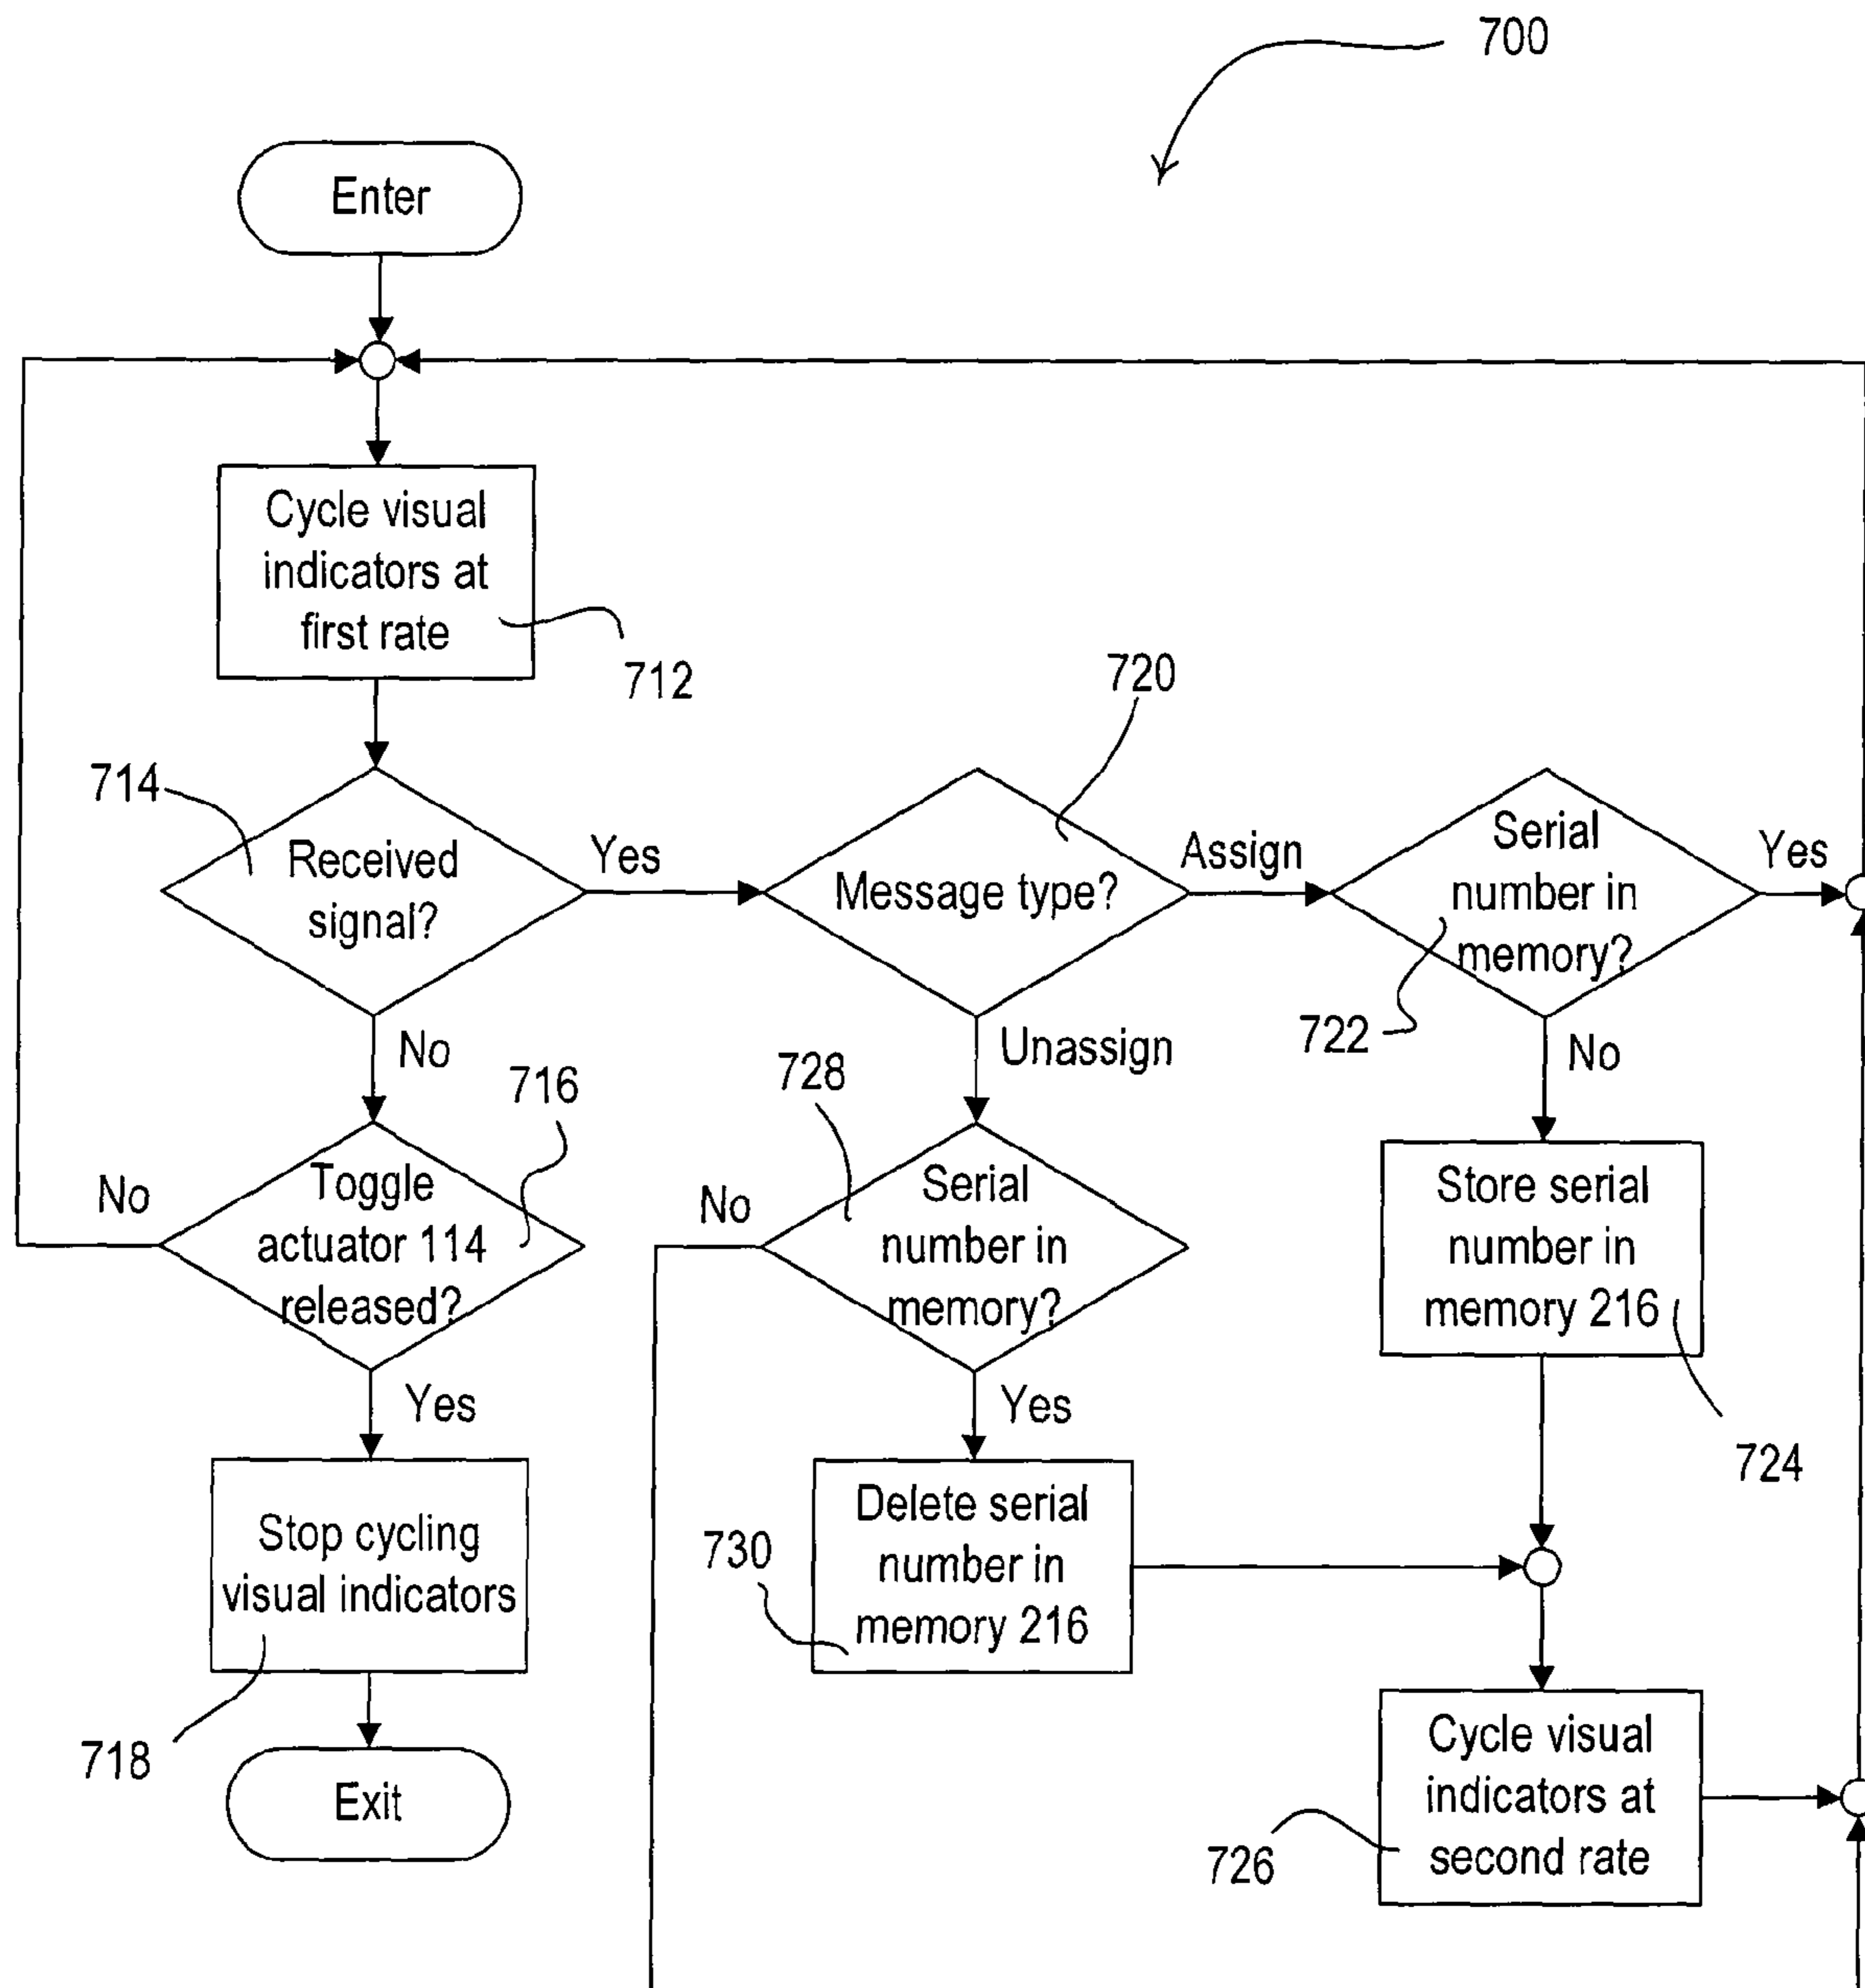 700
Enter
Cycle visual
indicators at
first rate
712
714
Received
signal?
Yes
No
720
Message type?
Assign
Unassign
Serial
number in
memory?
722
Yes
No
716
Toggle
actuator 114
released?
No
Yes
728
Serial
number in
memory?
No
Yes
Store serial
number in
memory 216
724
Stop cycling
visual indicators
718
730
Delete serial
number in
memory 216
Cycle visual
indicators at
second rate
726
Exit